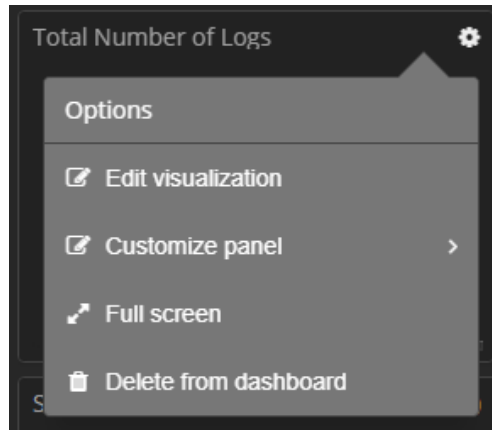 Total Number of Logs
Options
Edit visualization
Customize panel
Full screen
Delete from dashboard
S